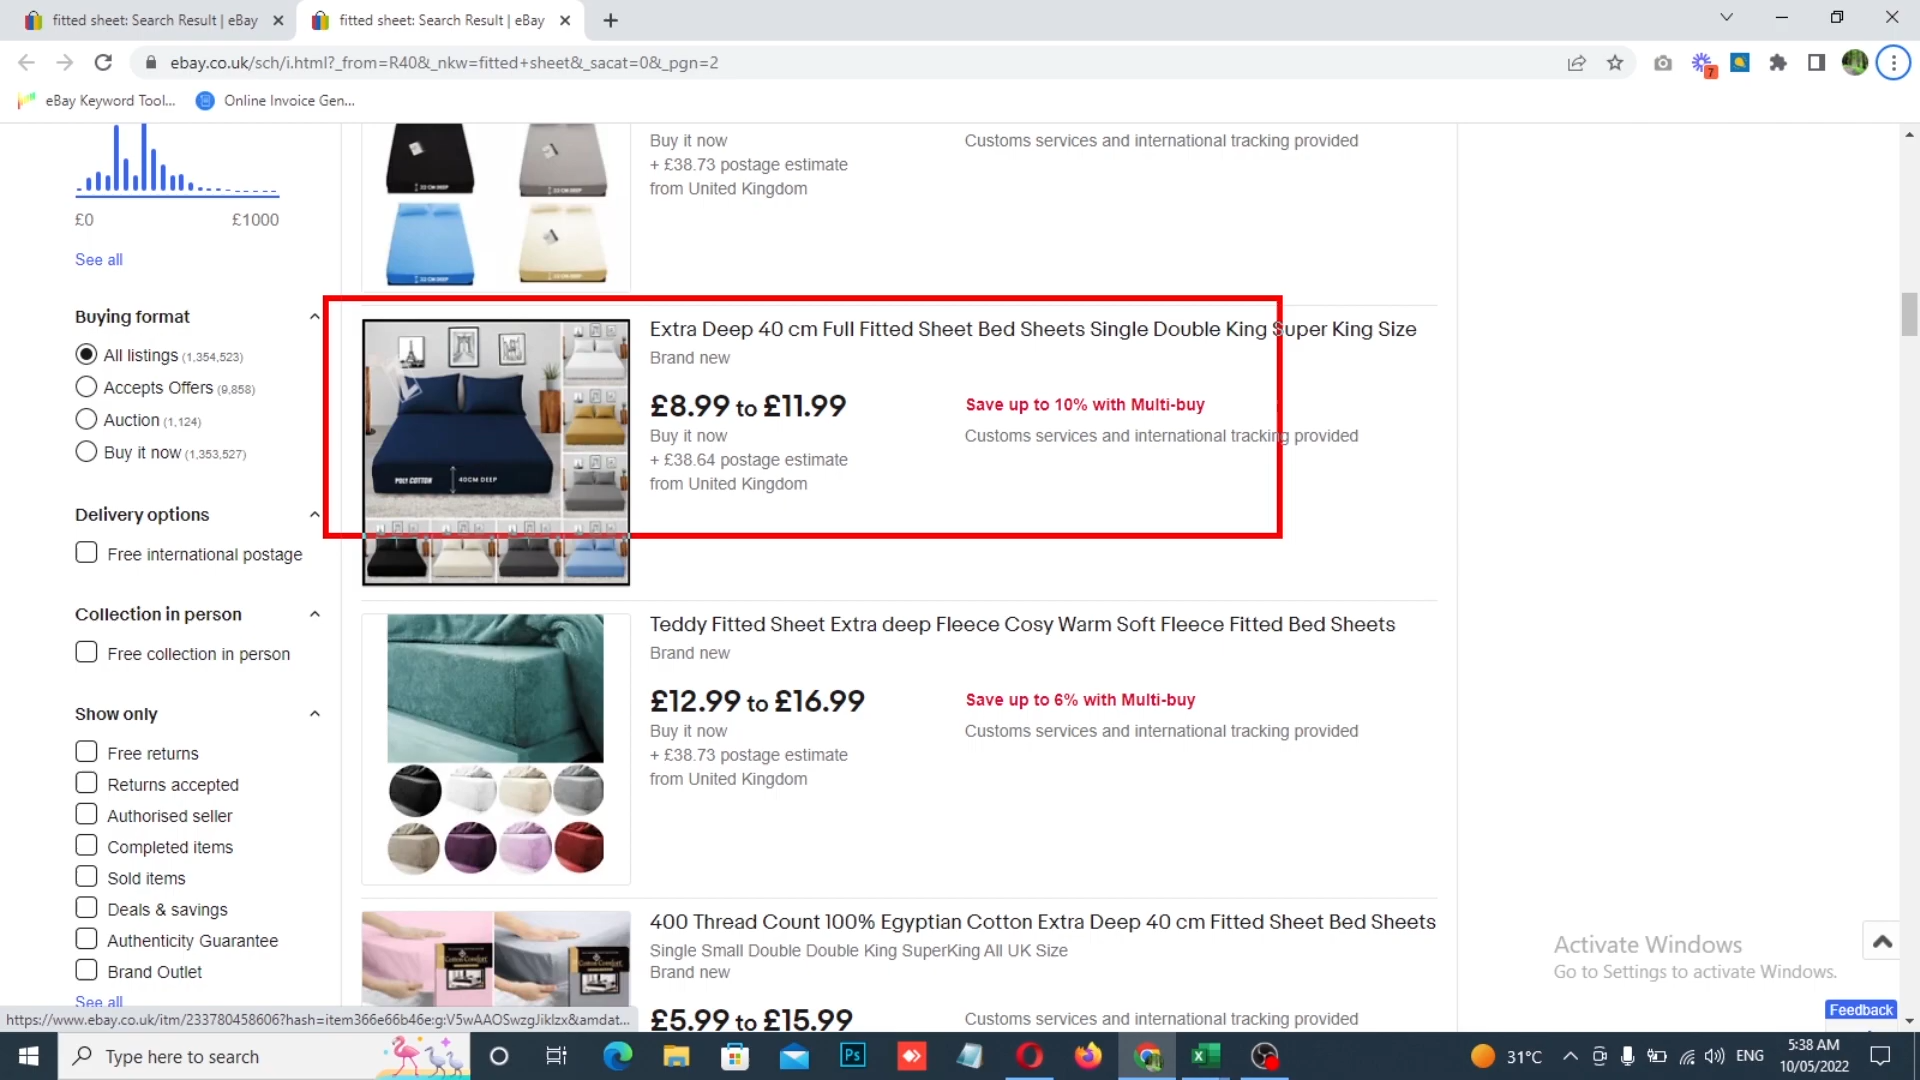 fitted sheet: Search Result | eBay
fitted sheet: Search Result | eBay
ebay.co.uk/sch/i.html?_from=R40&_nkw=fitted+sheet&_sacat=0&_pgn=2
7
eBay Keyword Tool...
Online Invoice Gen...
£0 £1000
See all
Buying format
All listings (1,354,523)
Accepts Offers (9,858)
Auction (1,124)
Buy it now (1,353,527)
Delivery options
Free international postage
Collection in person
Free collection in person
Show only
Free returns
Returns accepted
Authorised seller
Completed items
Sold items
Deals & savings
Authenticity Guarantee
Brand Outlet
See all
Buy it now
+ £38.73 postage estimate
from United Kingdom
Customs services and international tracking provided
Extra Deep 40 cm Full Fitted Sheet Bed Sheets Single Double King Super King Size
Brand new
£8.99 to £11.99
Buy it now
+ £38.64 postage estimate
from United Kingdom
Save up to 10% with Multi-buy
Customs services and international tracking provided
POLY COTTON
40CM DEEP
Teddy Fitted Sheet Extra deep Fleece Cosy Warm Soft Fleece Fitted Bed Sheets
Brand new
£12.99 to £16.99
Buy it now
+ £38.73 postage estimate
from United Kingdom
Save up to 6% with Multi-buy
Customs services and international tracking provided
400 Thread Count 100% Egyptian Cotton Extra Deep 40 cm Fitted Sheet Bed Sheets
Single Small Double Double King SuperKing All UK Size
Brand new
£5.99 to £15.99
Customs services and international tracking provided
Activate Windows
Go to Settings to activate Windows.
Feedback
https://www.ebay.co.uk/itm/233780458606?hash=item366e66b46e:g:V5wAAOSwzgJiklzx&amdat...
Type here to search
Ps
31°C
ENG
5:38 AM
10/05/2022